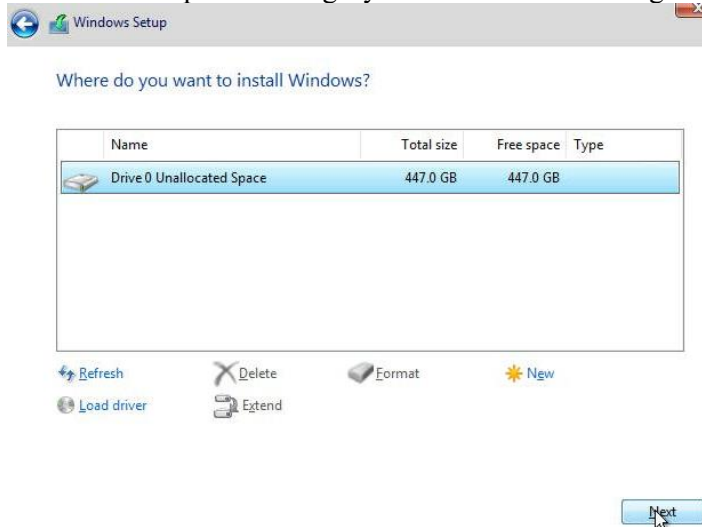 Windows Setup
Where do you want to install Windows?
Name Total size Free space Type
Drive 0 Unallocated Space 447.0 GB 447.0 GB
Refresh Delete Format New
Load driver Extend
Next